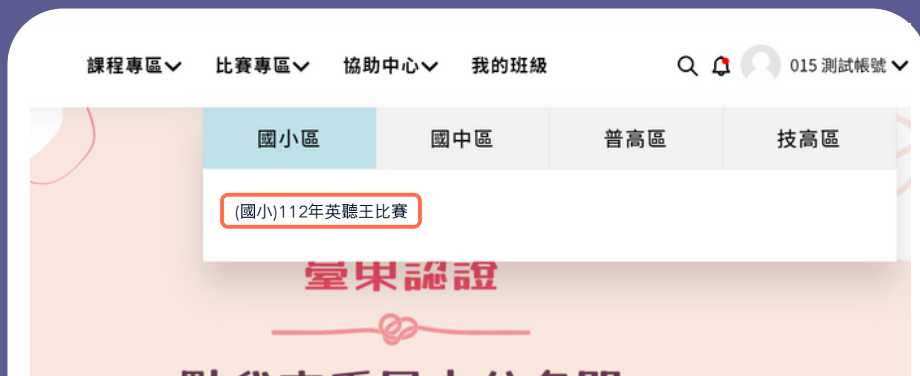 課程專區 比賽專區 協助中心 我的班級 015 測試帳號
國小區 國中區 普高區 技高區
(國小)112年英聽王比賽
臺東認證